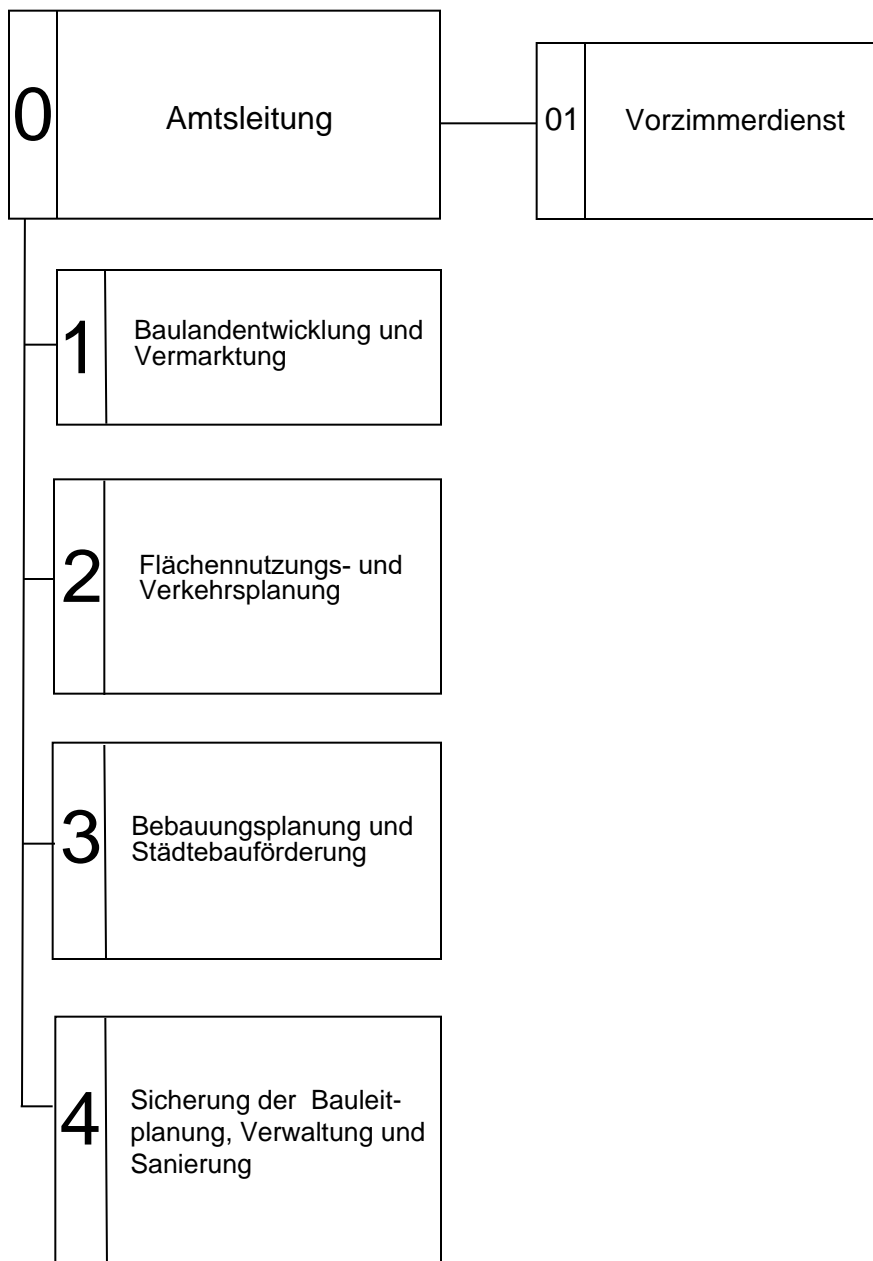 0
Amtsleitung
01
Vorzimmerdienst
1
Baulandentwicklung und
Vermarktung
2
Flächennutzungs- und
Verkehrsplanung
3
Bebauungsplanung und
Städtebauförderung
4
Sicherung der Bauleit-
planung, Verwaltung und
Sanierung